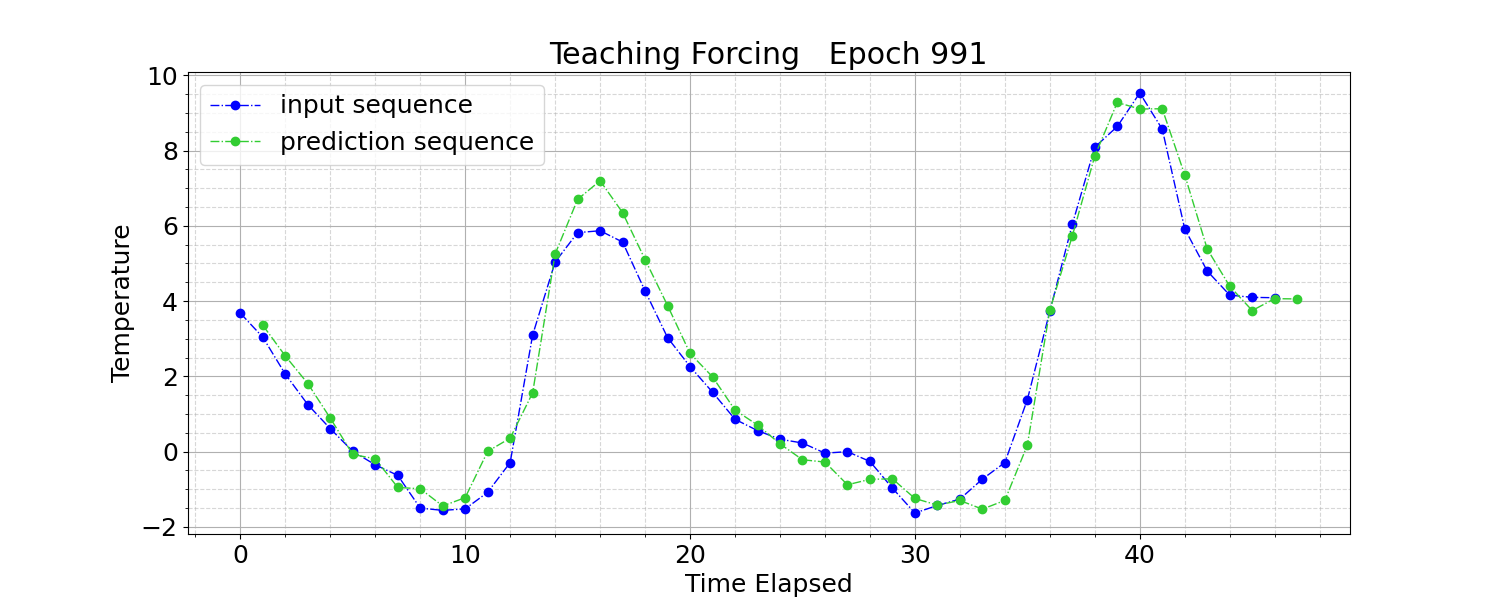 Teaching Forcing   Epoch 991
10
8
6
4
2
0
−2
Temperature
input sequence
prediction sequence
0 10 20 30 40
Time Elapsed